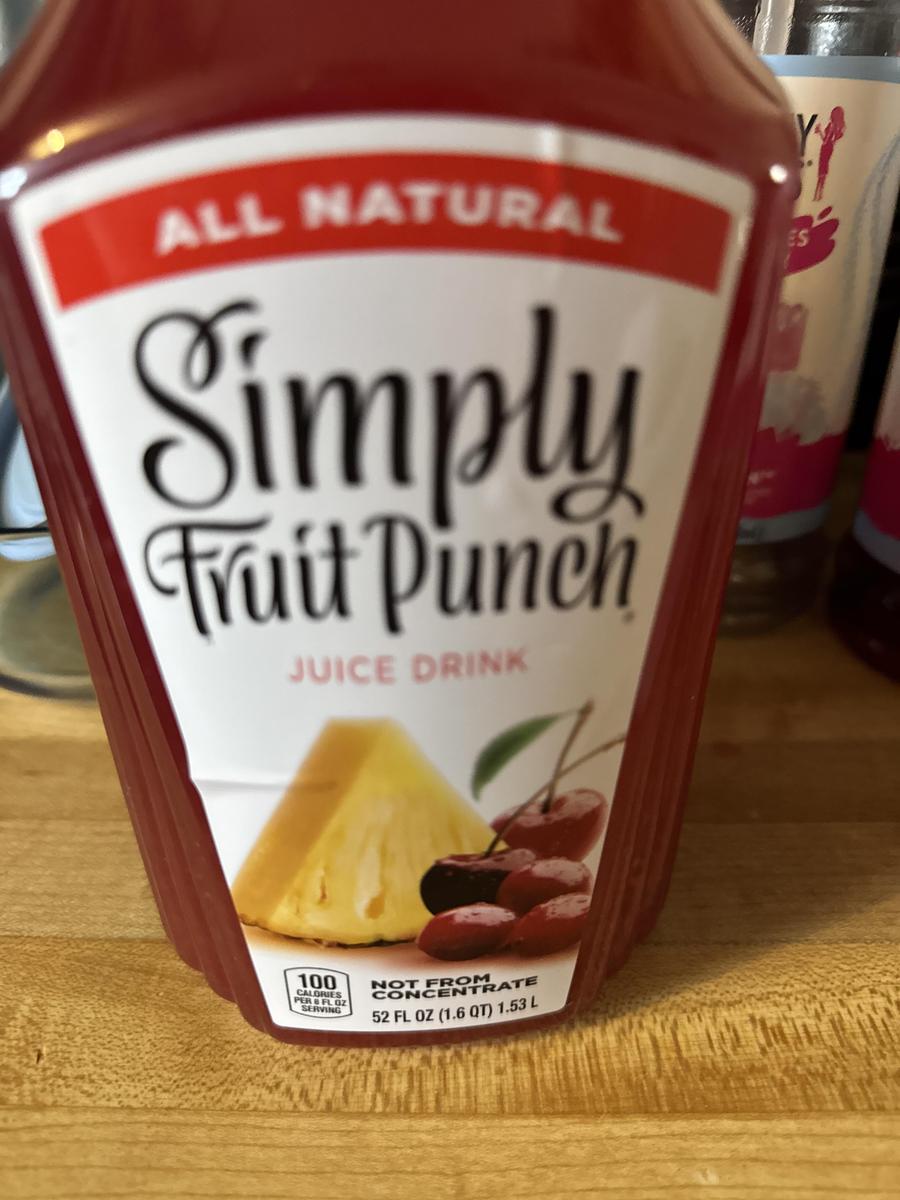 ALL NATURAL
Simply
Fruit Punch
JUICE DRINK
100
CALORIES
PER 8 FL OZ
SERVING
NOT FROM
CONCENTRATE
52 FL OZ (1.6 QT) 1.53 L